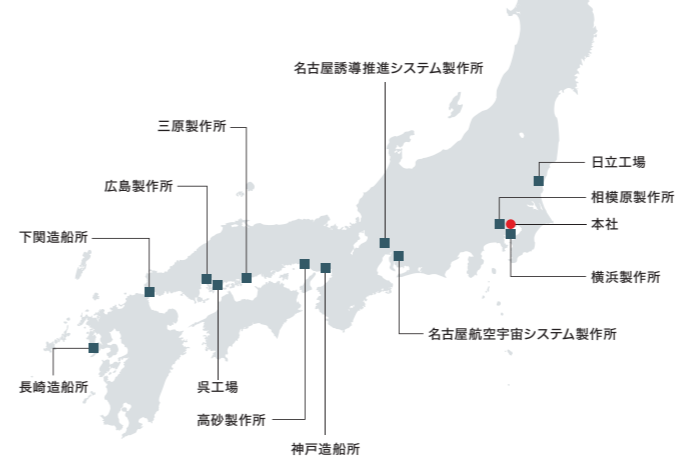 名古屋誘導推進システム製作所
三原製作所
日立工場
広島製作所
相模原製作所
本社
下関造船所
横浜製作所
名古屋航空宇宙システム製作所
長崎造船所
呉工場
高砂製作所
神戸造船所